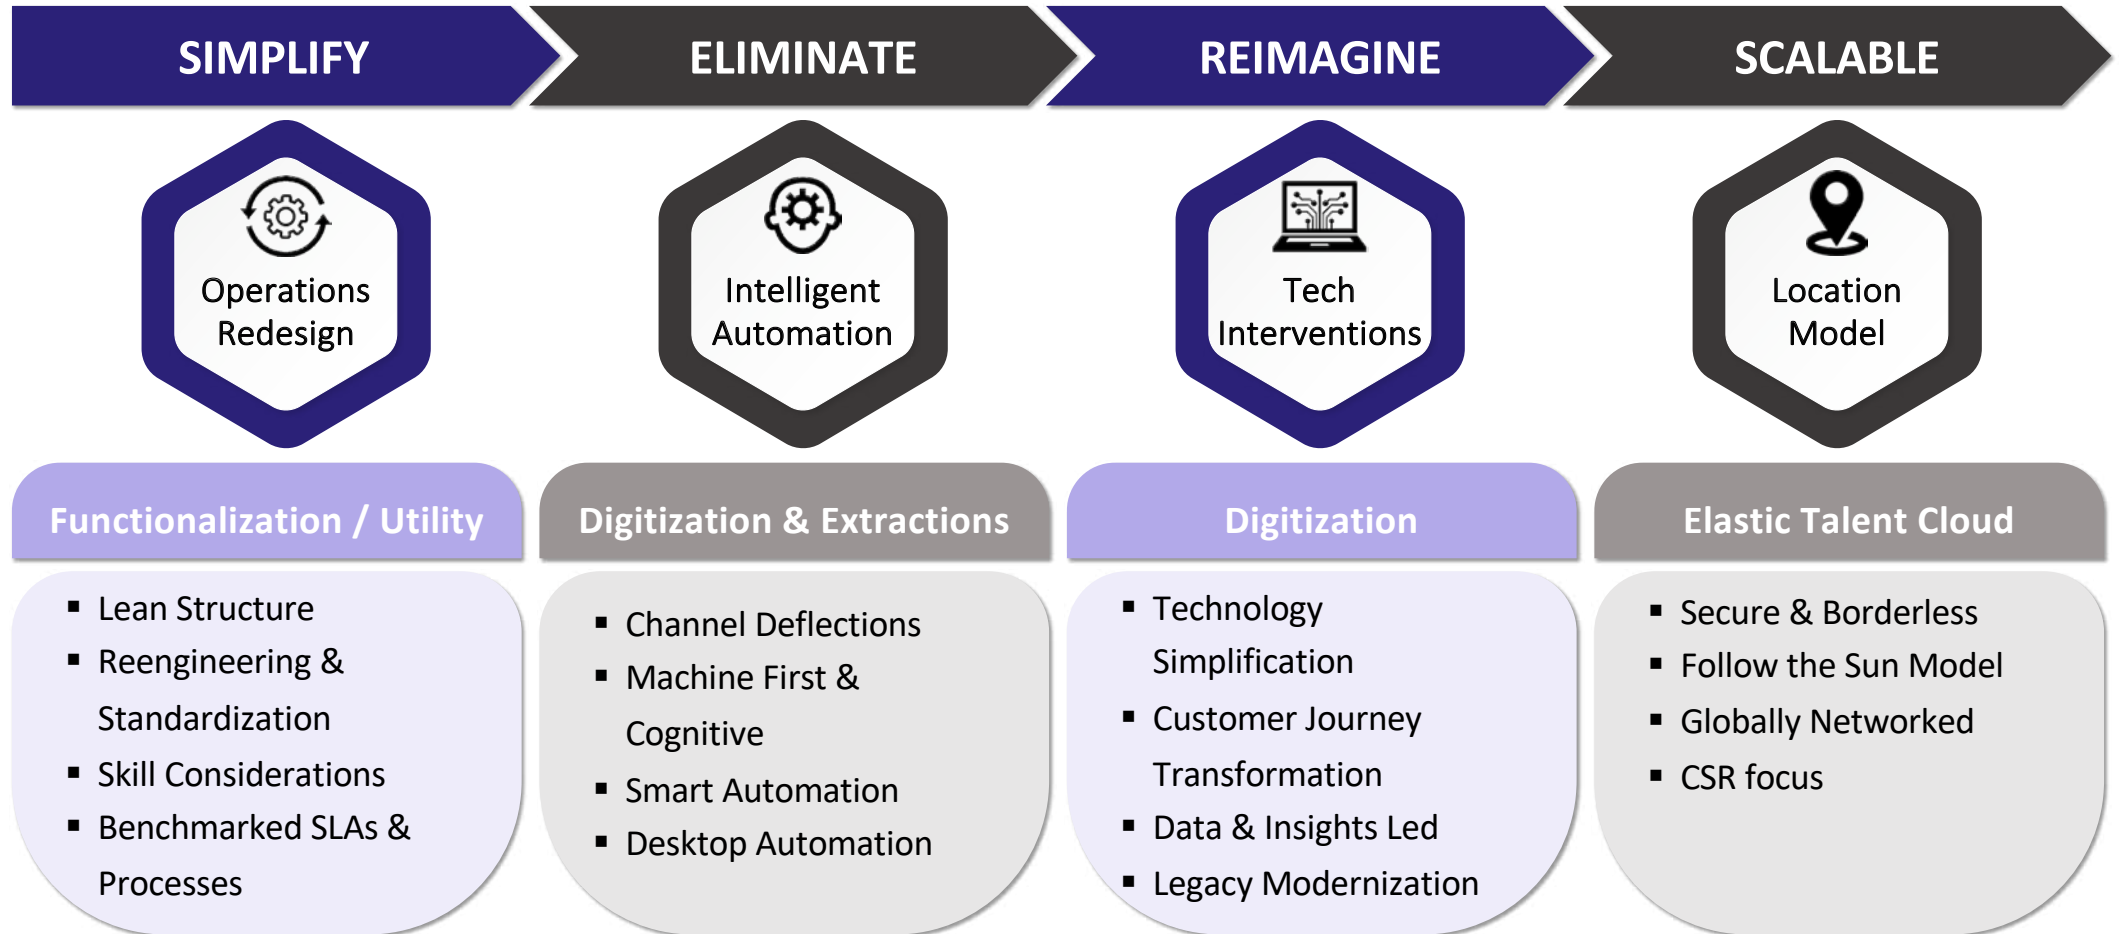 SIMPLIFY
ELIMINATE
REIMAGINE
SCALABLE
Operations
Redesign
Intelligent
Automation
Tech
Interventions
Location
Model
Functionalization / Utility
Digitization & Extractions
Digitization
Elastic Talent Cloud
▪ Lean Structure
▪ Reengineering &
Standardization
▪ Skill Considerations
▪ Benchmarked SLAs &
Processes
▪ Channel Deflections
▪ Machine First &
Cognitive
▪ Smart Automation
▪ Desktop Automation
▪ Technology
Simplification
▪ Customer Journey
Transformation
▪ Data & Insights Led
▪ Legacy Modernization
▪ Secure & Borderless
▪ Follow the Sun Model
▪ Globally Networked
▪ CSR focus